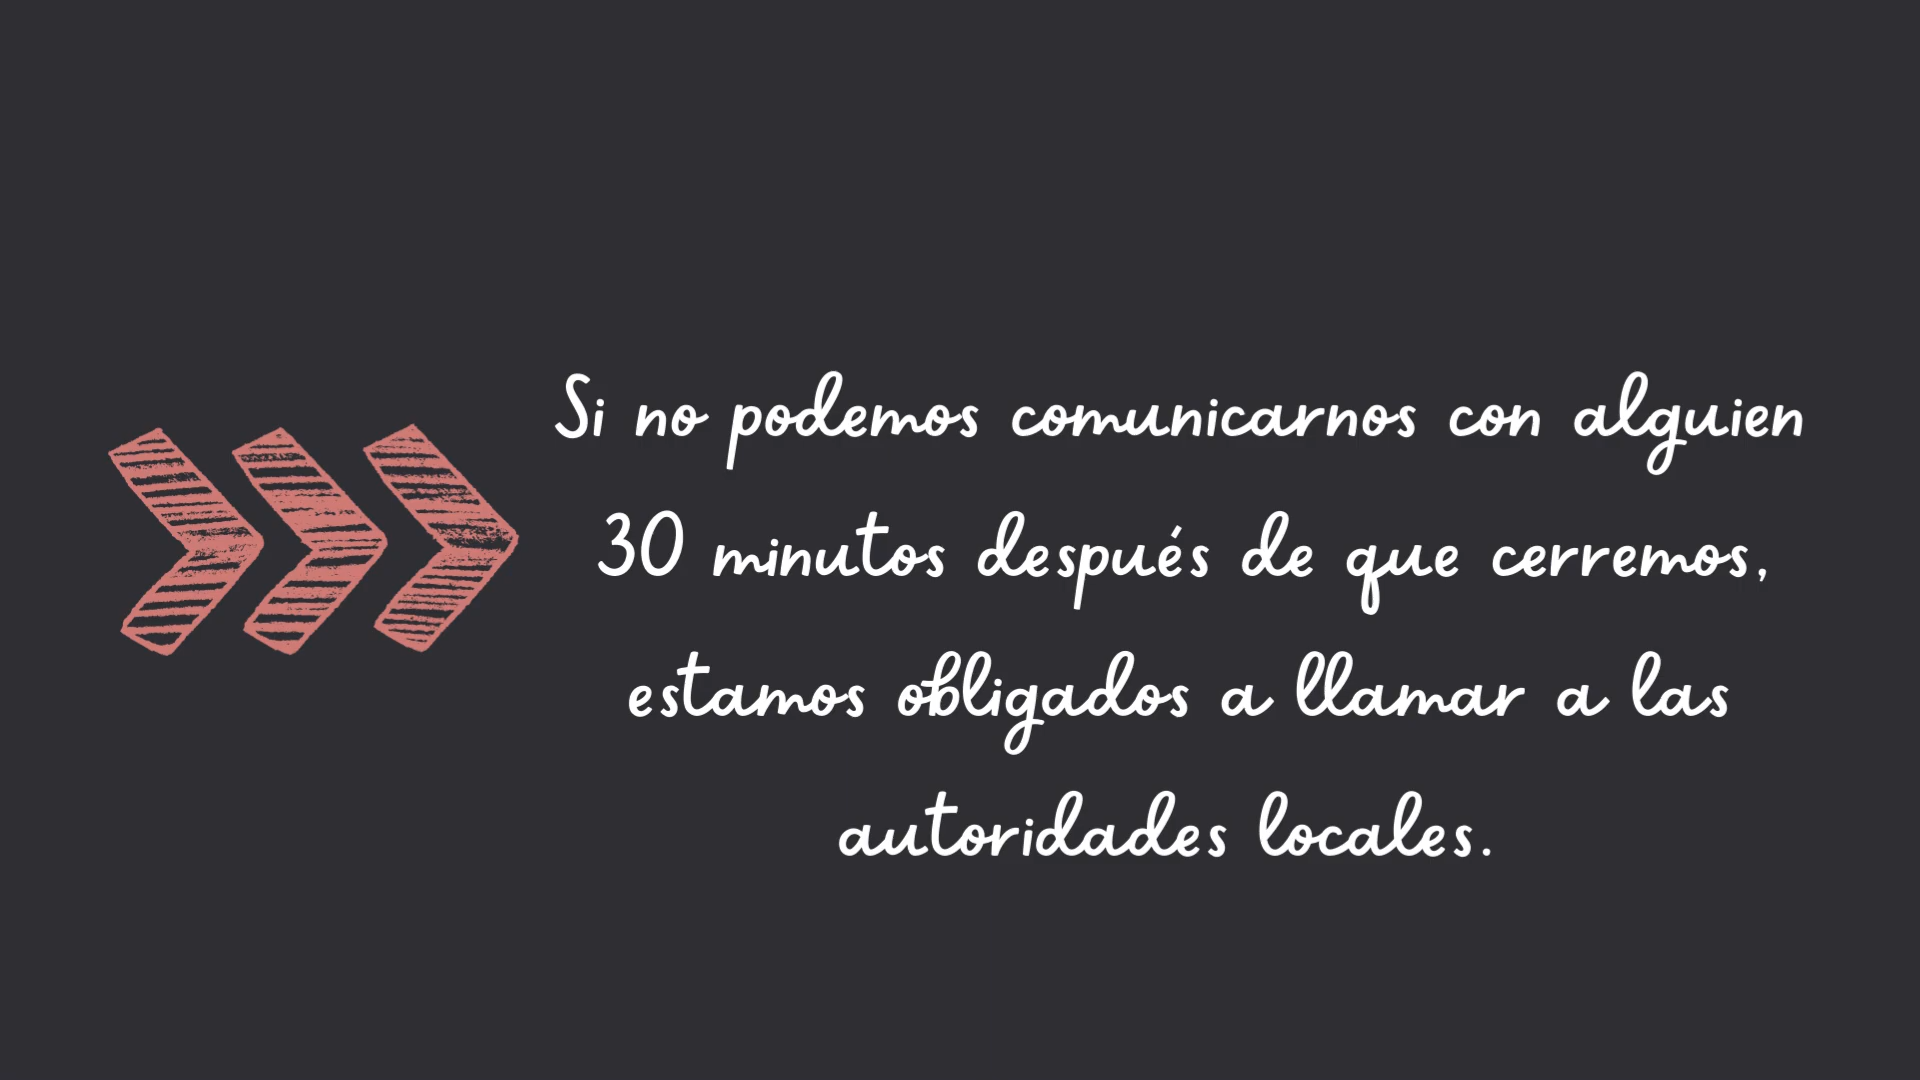 Si no podemos comunicarnos con alguien
30 minutos después de que cerremos,
estamos obligados a llamar a las
autoridades locales.